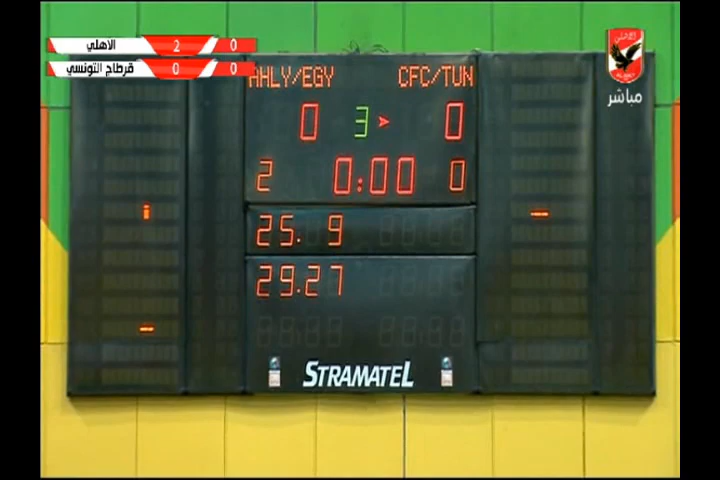 الاهلي 2 0
قرطاج التونسي 0 0
مباشر
AHLY/EGY CFC/TUN
0 3 > 0
2 0:00 0
25. 9
29.27
STRAMATEL